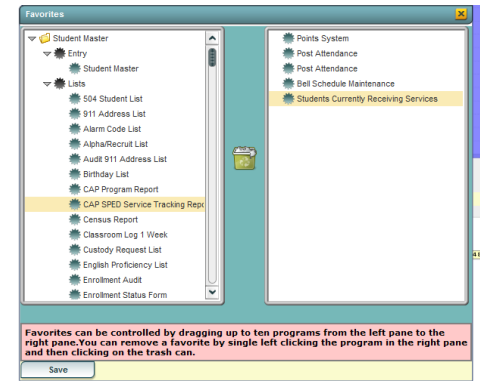 Favorites
Student Master
Entry
Student Master
Lists
504 Student List
911 Address List
Alarm Code List
Alpha/Recruit List
Audit 911 Address List
Birthday List
CAP Program Report
CAP SPED Service Tracking Repo
Census Report
Classroom Log 1 Week
Custody Request List
English Proficiency List
Enrollment Audit
Enrollment Status Form
Points System
Post Attendance
Post Attendance
Bell Schedule Maintenance
Students Currently Receiving Services
Favorites can be controlled by dragging up to ten programs from the left pane to the
right pane.You can remove a favorite by single left clicking the program in the right pane
and then clicking on the trash can.
Save